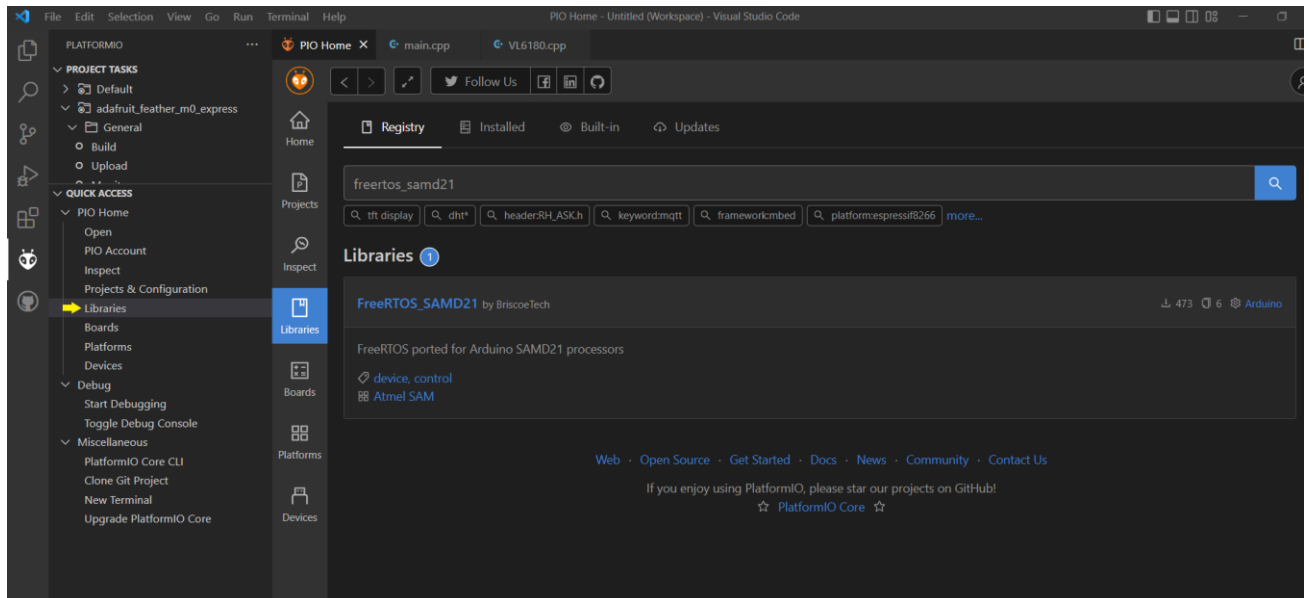 File Edit Selection View Go Run Terminal Help
PIO Home - Untitled (Workspace) - Visual Studio Code
PLATFORMIO ···
PIO Home
main.cpp
VL6180.cpp
PROJECT TASKS
Default
adafruit_feather_m0_express
General
Build
Upload
QUICK ACCESS
PIO Home
Open
PIO Account
Inspect
Projects & Configuration
Libraries
Boards
Platforms
Devices
Debug
Start Debugging
Toggle Debug Console
Miscellaneous
PlatformIO Core CLI
Clone Git Project
New Terminal
Upgrade PlatformIO Core
Follow Us
Home
Projects
Inspect
Libraries
Boards
Platforms
Devices
Registry Installed Built-in Updates
freertos_samd21
tft display dht* header:RH_ASK.h keyword:mqtt framework:mbed platform:espressif8266 more...
Libraries 1
FreeRTOS_SAMD21 by BriscoeTech 473 6 Arduino
FreeRTOS ported for Arduino SAMD21 processors
device, control
Atmel SAM
Web · Open Source · Get Started · Docs · News · Community · Contact Us
If you enjoy using PlatformIO, please star our projects on GitHub!
☆ PlatformIO Core ☆